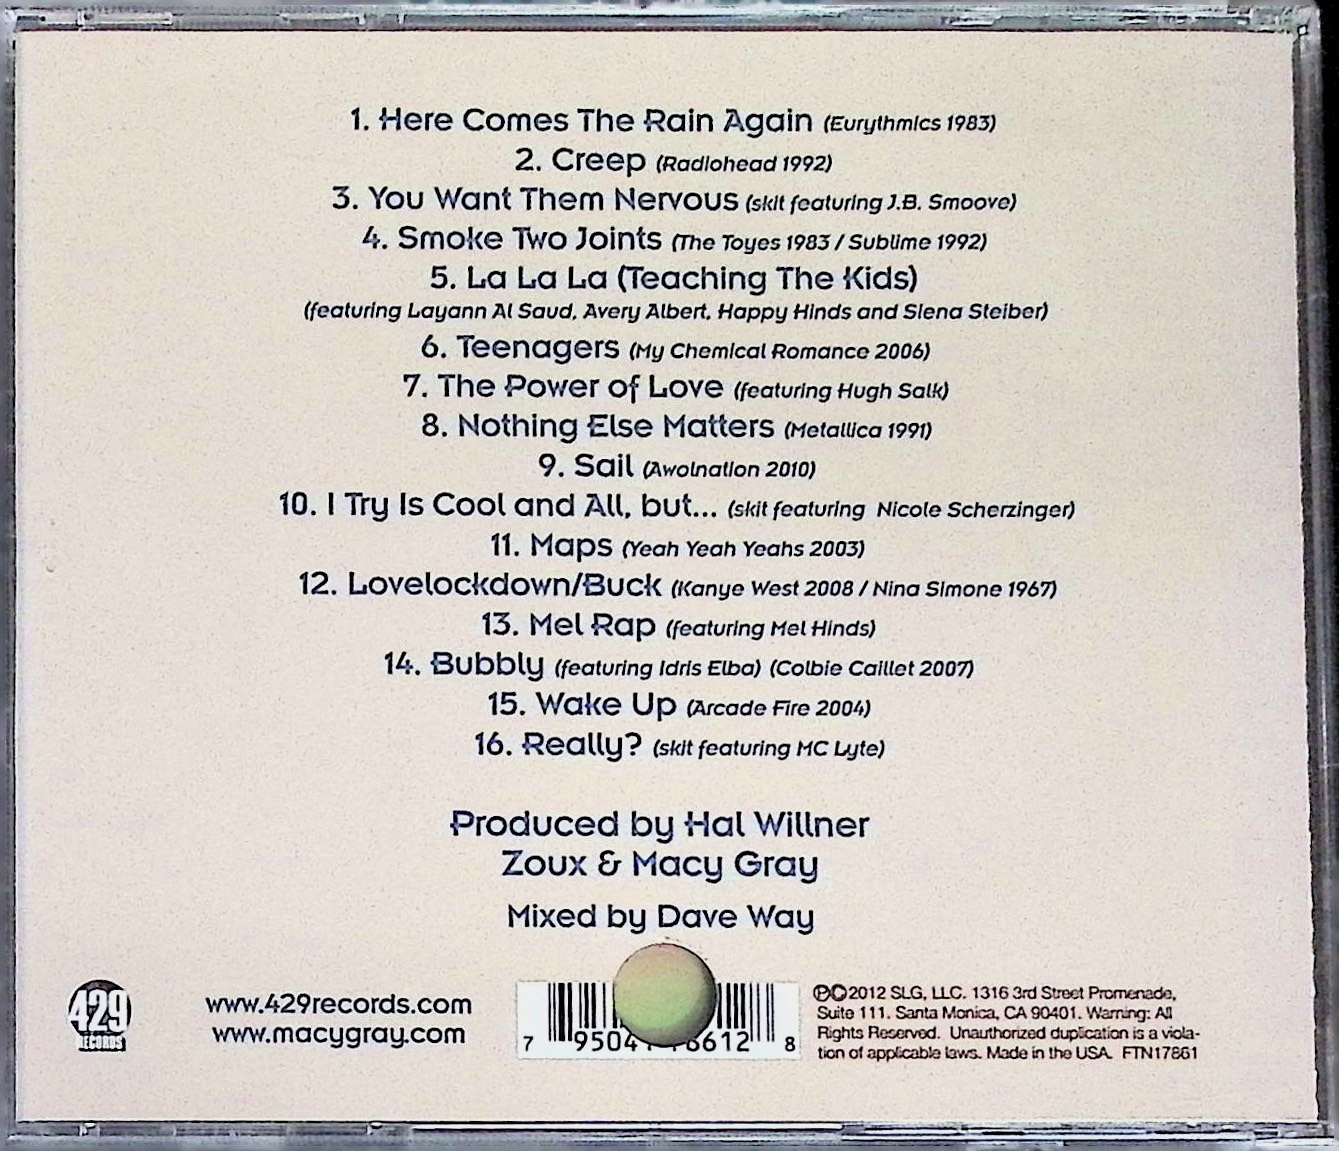 1. Here Comes The Rain Again (Eurythmics 1983)
2. Creep (Radiohead 1992)
3. You Want Them Nervous (skit featuring J.B. Smoove)
4. Smoke Two Joints (The Toyes 1983 / Sublime 1992)
5. La La La (Teaching The Kids)
(featuring Layann Al Saud, Avery Albert, Happy Hinds and Siena Steiber)
6. Teenagers (My Chemical Romance 2006)
7. The Power of Love (featuring Hugh Salk)
8. Nothing Else Matters (Metallica 1991)
9. Sail (Awolnation 2010)
10. I Try Is Cool and All, but... (skit featuring Nicole Scherzinger)
11. Maps (Yeah Yeah Yeahs 2003)
12. Lovelockdown/Buck (Kanye West 2008 / Nina Simone 1967)
13. Mel Rap (featuring Mel Hinds)
14. Bubbly (featuring Idris Elba) (Colbie Caillet 2007)
15. Wake Up (Arcade Fire 2004)
16. Really? (skit featuring MC Lyte)
Produced by Hal Willner
Zoux & Macy Gray
Mixed by Dave Way
429
RECORDS
www.429records.com
www.macygray.com
7 9504 6612 8
℗©2012 SLG, LLC. 1316 3rd Street Promenade,
Suite 111. Santa Monica, CA 90401. Warning: All
Rights Reserved. Unauthorized duplication is a viola-
tion of applicable laws. Made in the USA. FTN17861